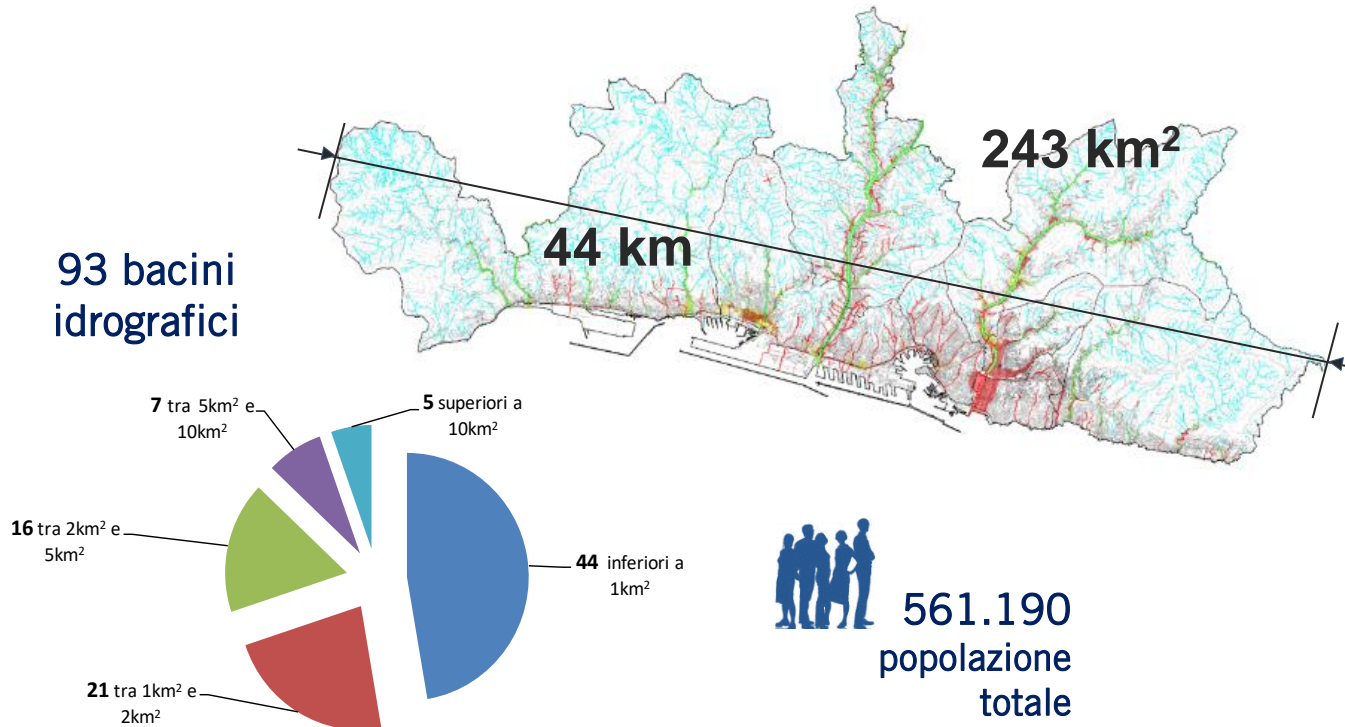 243 km²
44 km
93 bacini
idrografici
7 tra 5km² e
10km²
5 superiori a
10km²
16 tra 2km² e
5km²
44 inferiori a
1km²
21 tra 1km² e
2km²
561.190
popolazione
totale